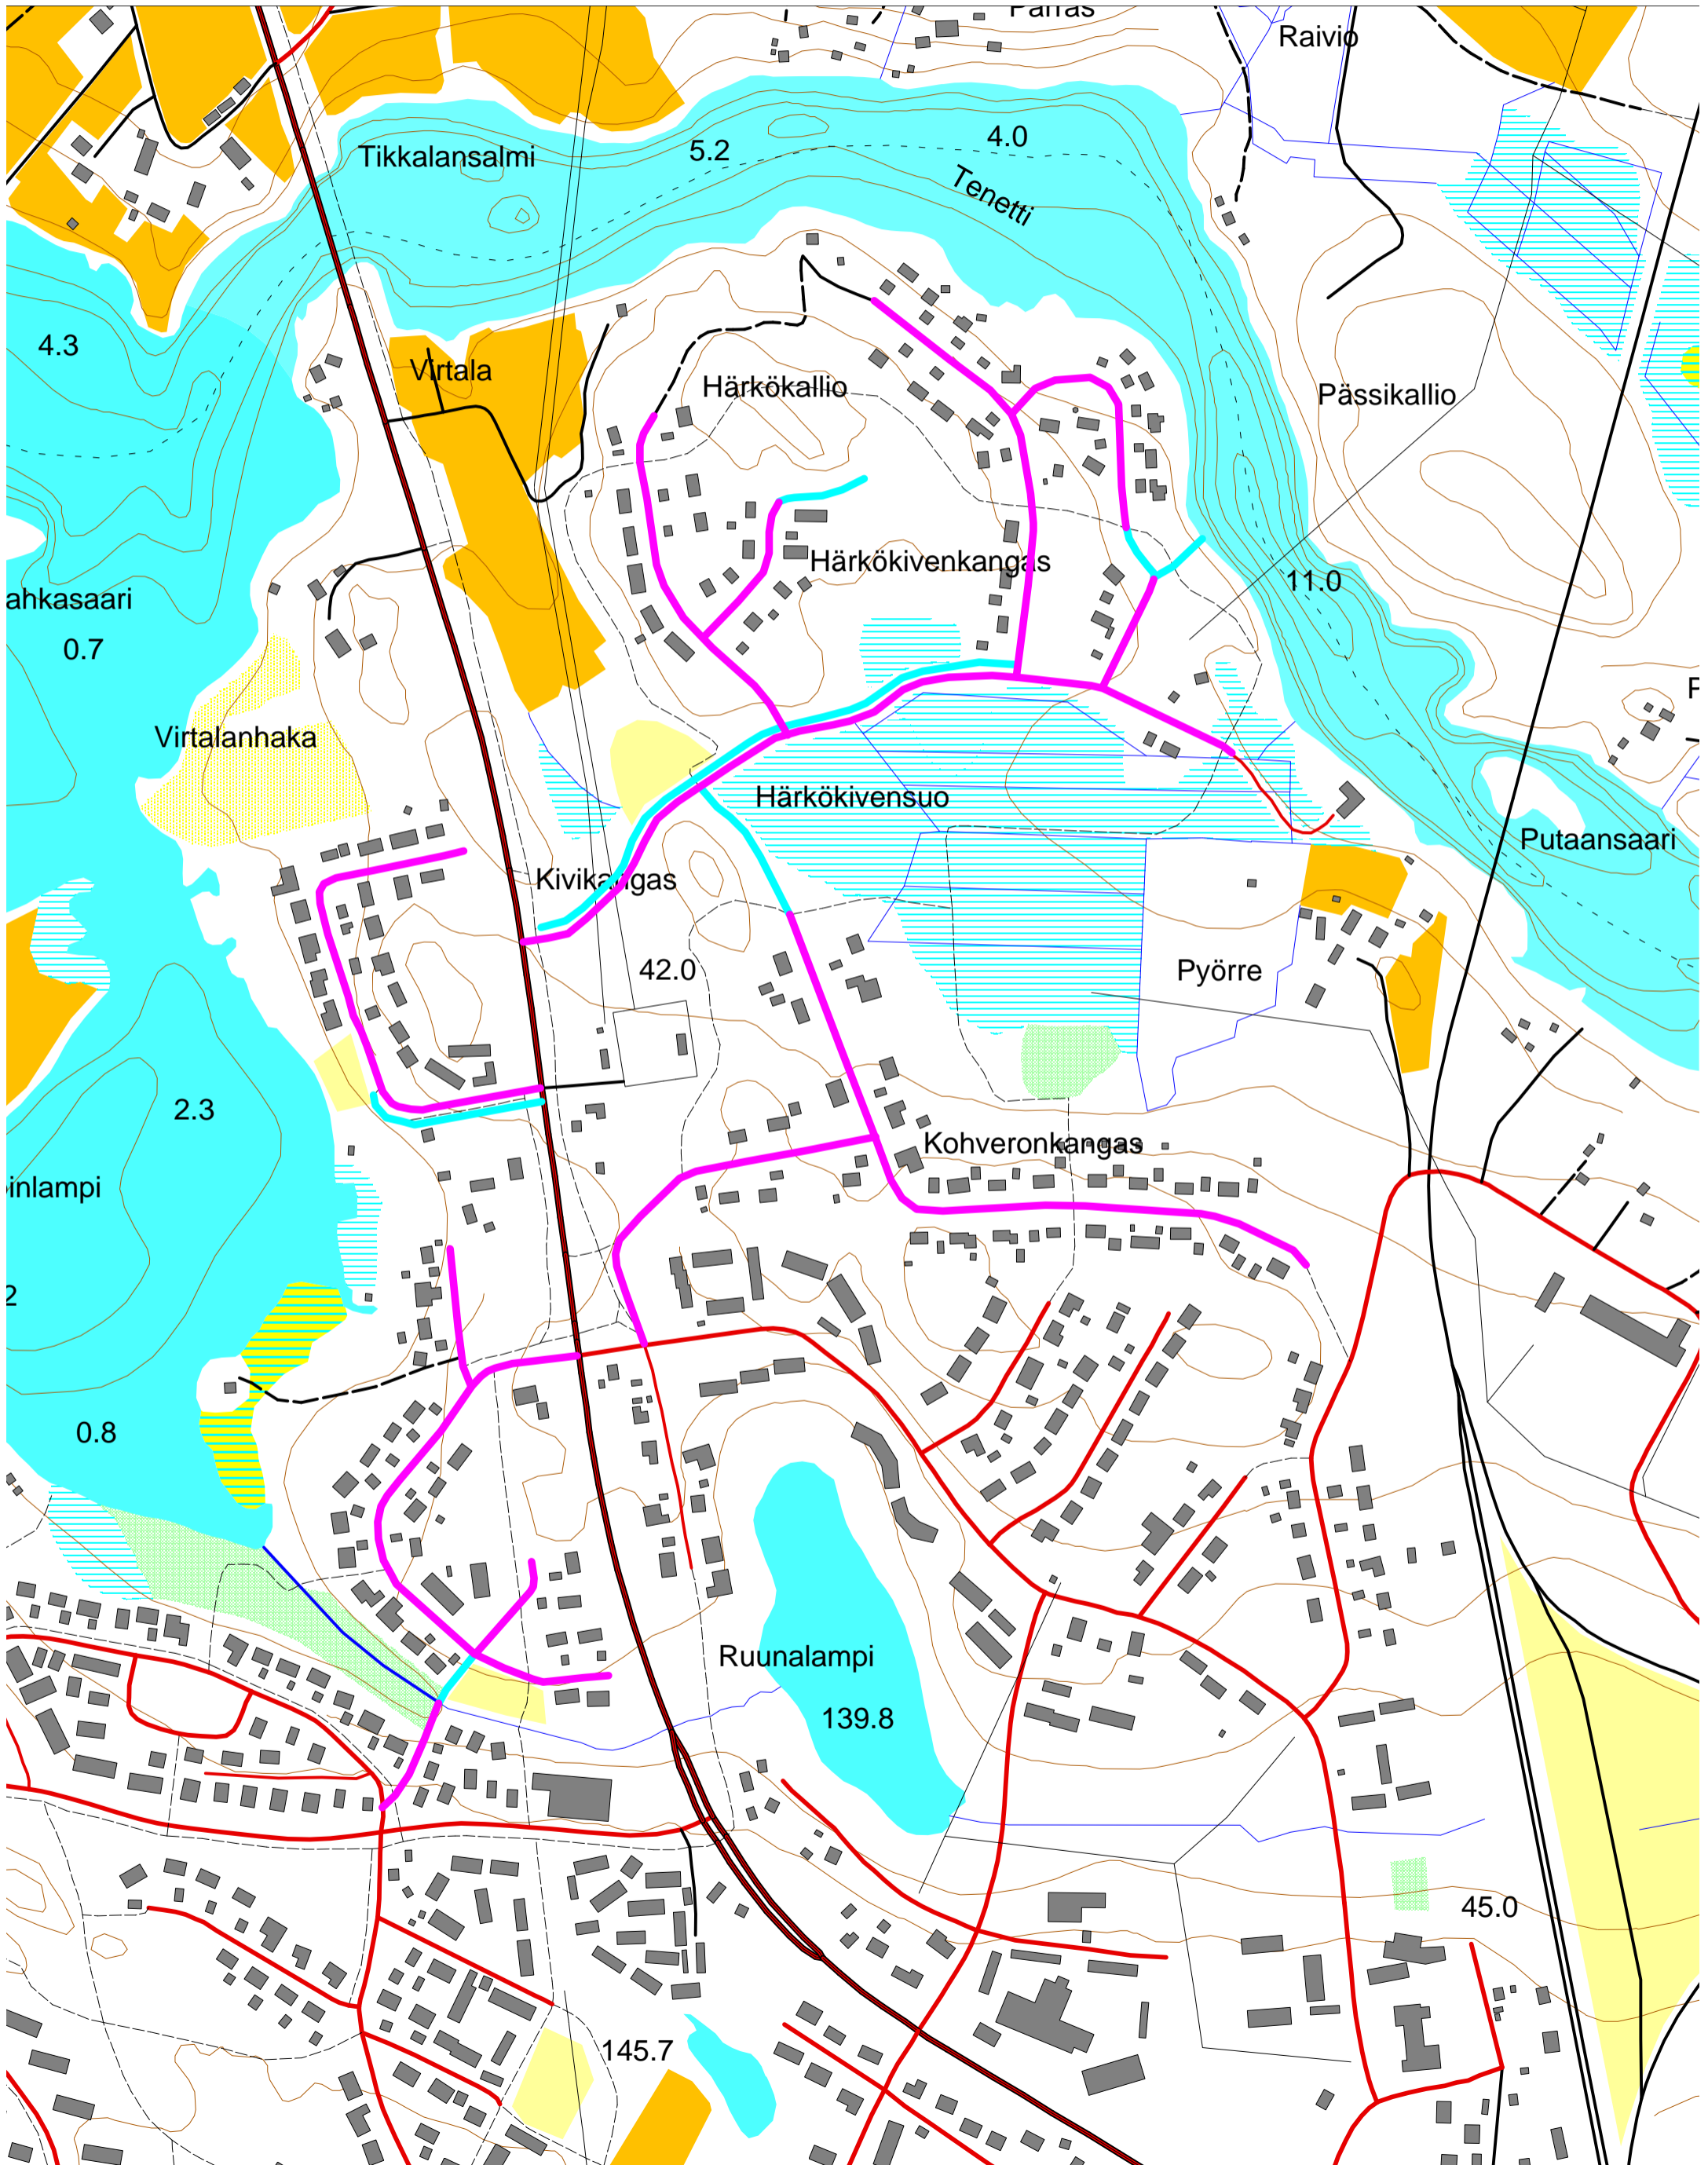 Raivio
Tikkalansalmi
5.2
4.0
Tenetti
4.3
Virtala
Härkökallio
Pässikallio
Härkökivenkangas
11.0
ahkasaari
0.7
Virtalanhaka
Härkökivensuo
Putaansaari
Kivikangas
42.0
Pyörre
2.3
Kohveronkangas
inlampi
2
0.8
Ruunalampi
139.8
45.0
145.7